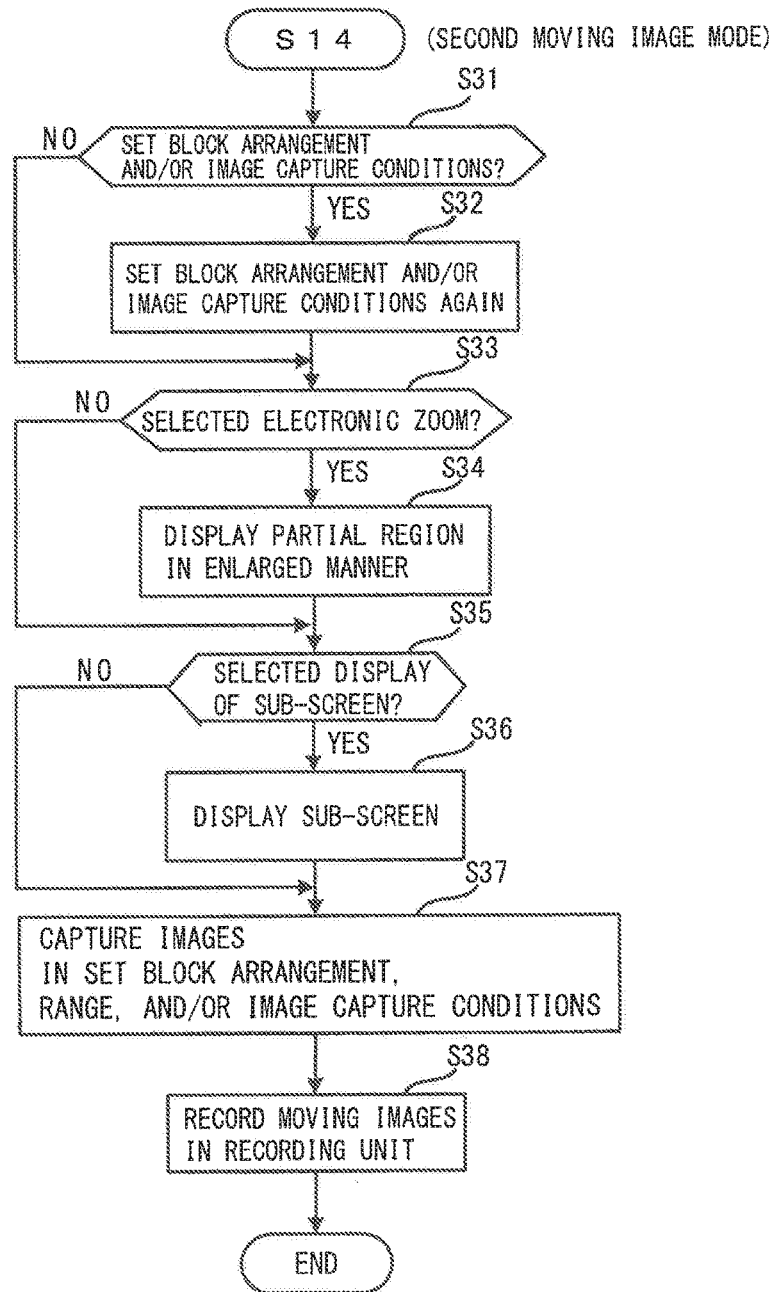 S14 (SECOND MOVING IMAGE MODE)
S31
NO
SET BLOCK ARRANGEMENT
AND/OR IMAGE CAPTURE CONDITIONS?
YES
S32
SET BLOCK ARRANGEMENT AND/OR
IMAGE CAPTURE CONDITIONS AGAIN
S33
NO
SELECTED ELECTRONIC ZOOM?
YES
S34
DISPLAY PARTIAL REGION
IN ENLARGED MANNER
S35
NO
SELECTED DISPLAY
OF SUB-SCREEN?
YES
S36
DISPLAY SUB-SCREEN
S37
CAPTURE IMAGES
IN SET BLOCK ARRANGEMENT,
RANGE, AND/OR IMAGE CAPTURE CONDITIONS
S38
RECORD MOVING IMAGES
IN RECORDING UNIT
END